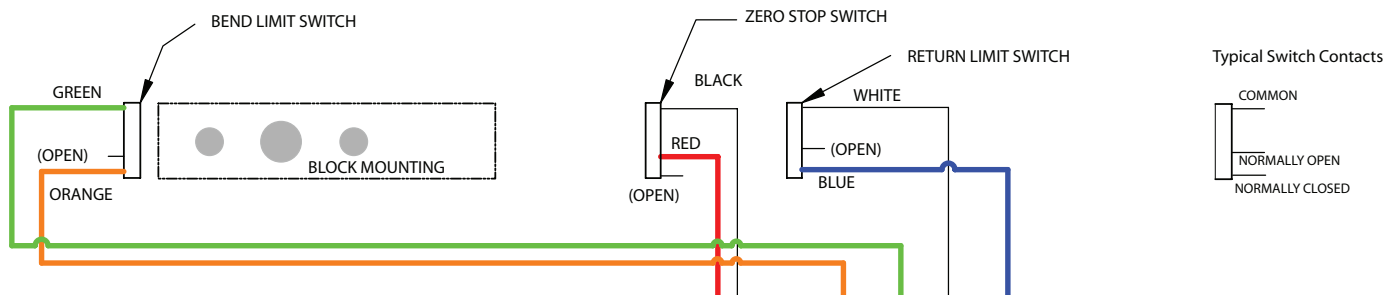 BEND LIMIT SWITCH
ZERO STOP SWITCH
RETURN LIMIT SWITCH
Typical Switch Contacts
GREEN
BLACK
WHITE
COMMON
(OPEN)
BLOCK MOUNTING
RED
(OPEN)
NORMALLY OPEN
ORANGE
(OPEN)
BLUE
NORMALLY CLOSED